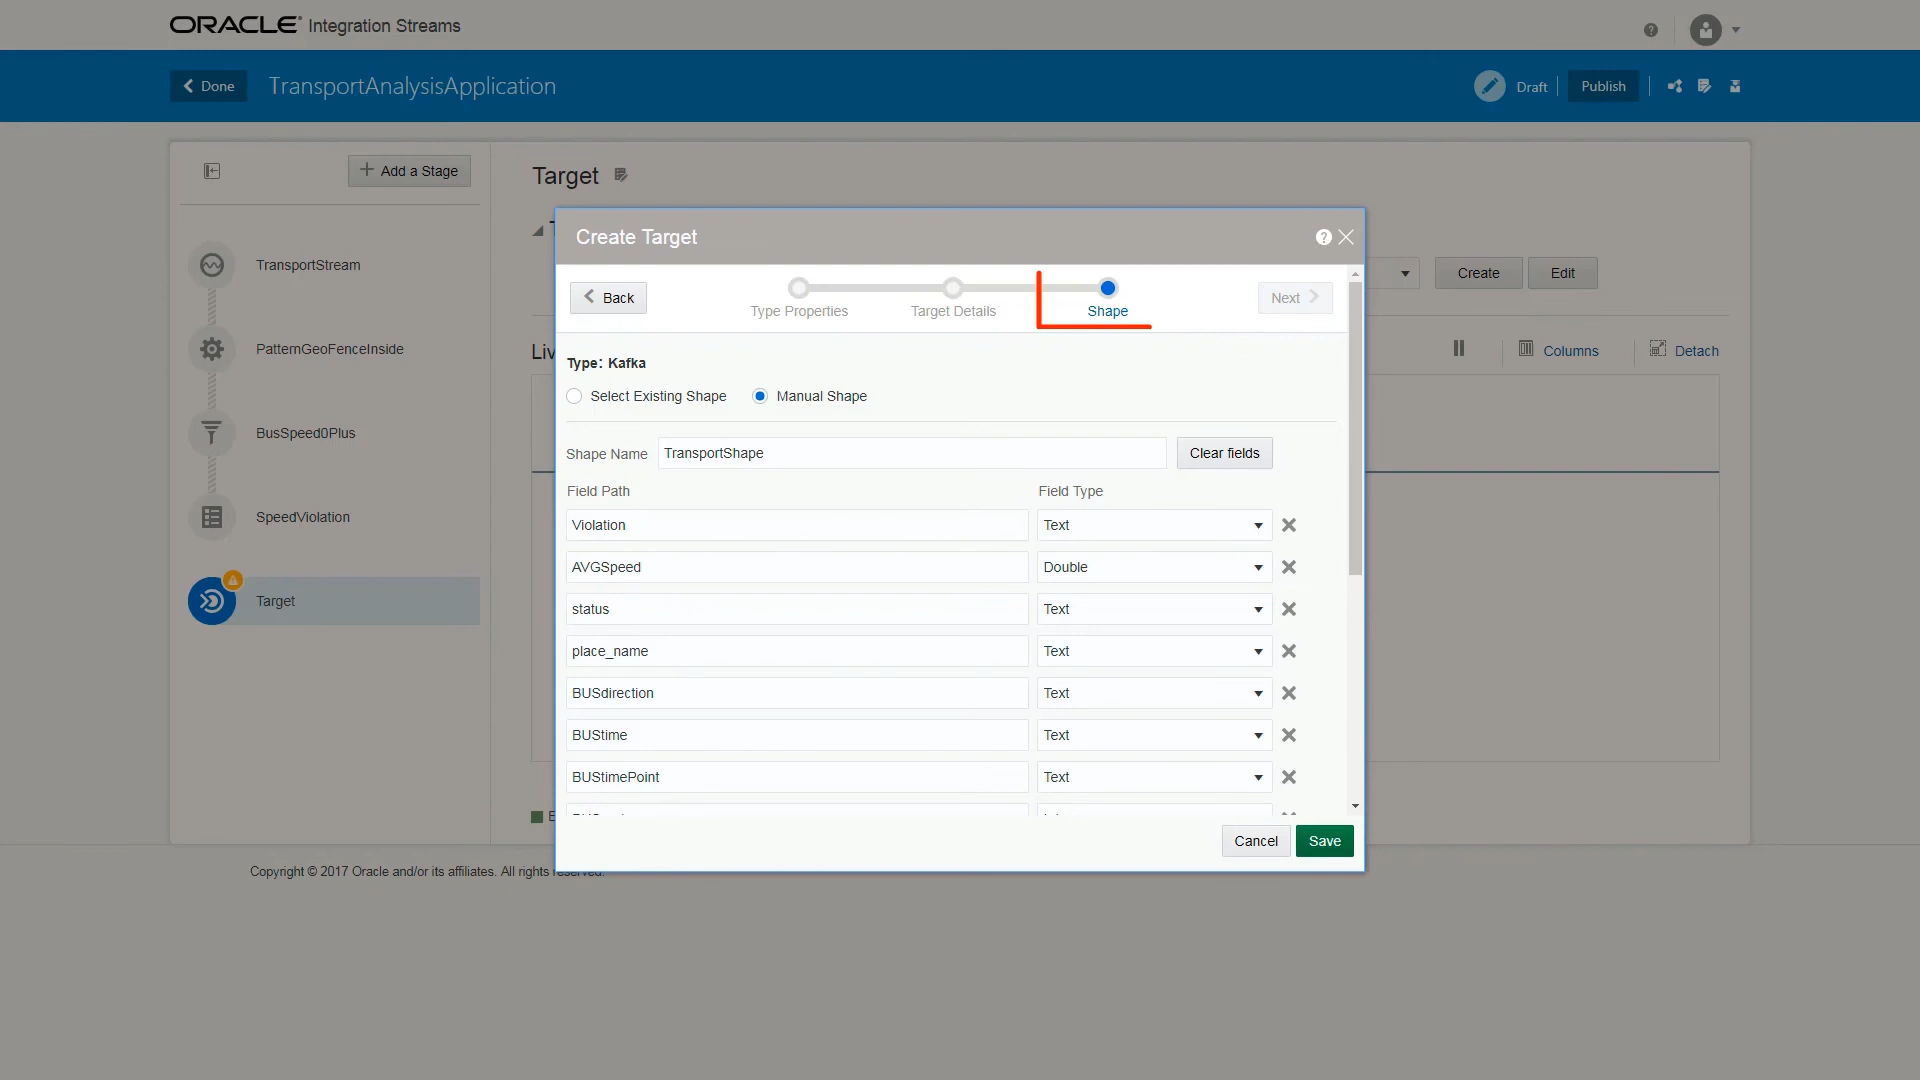 ORACLE Integration Streams
Done
TransportAnalysisApplication
Draft
Publish
Add a Stage
TransportStream
PatternGeoFenceInside
BusSpeed0Plus
SpeedViolation
Target
Target
Create
Edit
Columns
Detach
Create Target
Back
Type Properties
Target Details
Shape
Next
Type: Kafka
Select Existing Shape
Manual Shape
Shape Name
TransportShape
Clear fields
Field Path
Field Type
Violation
Text
AVGSpeed
Double
status
Text
place_name
Text
BUSdirection
Text
BUStime
Text
BUStimePoint
Text
Cancel
Save
Copyright © 2017 Oracle and/or its affiliates. All rights reserved.